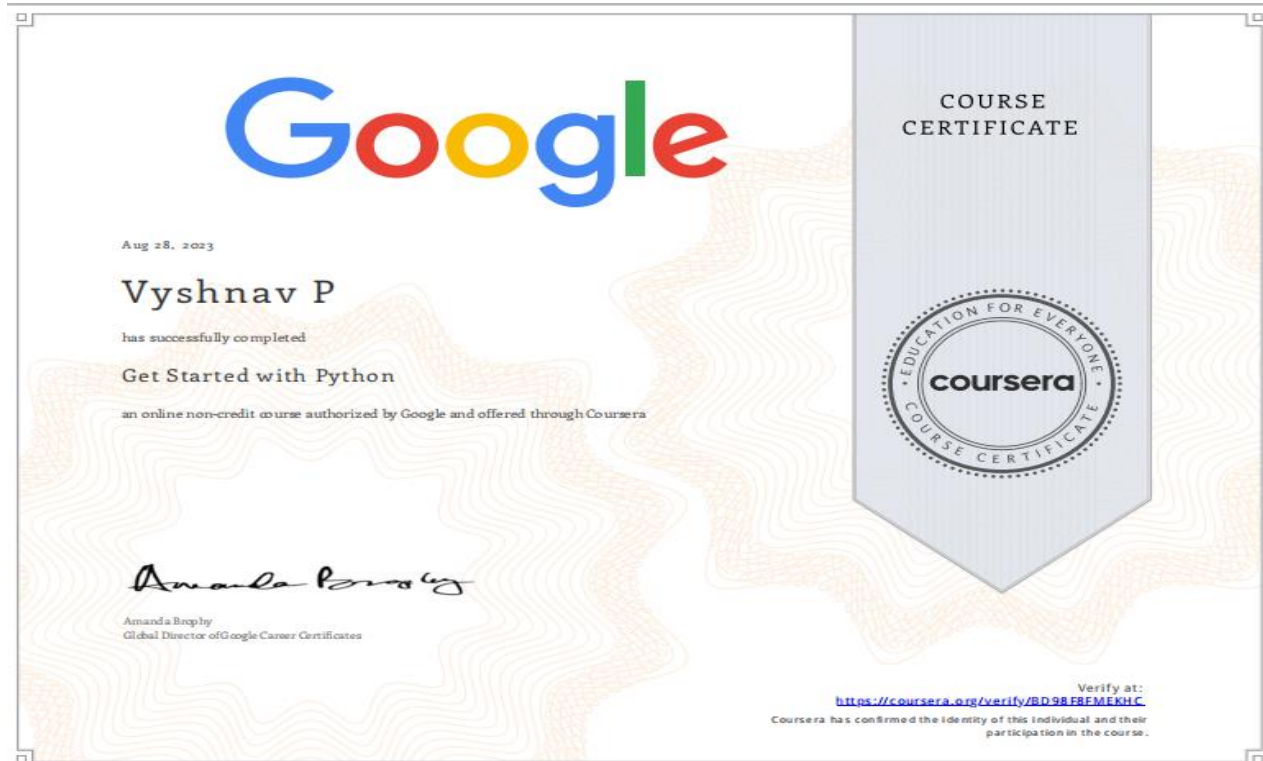 Google
COURSE
CERTIFICATE
Aug 28, 2023
Vyshnav P
has successfully completed
Get Started with Python
an online non-credit course authorized by Google and offered through Coursera
EDUCATION FOR EVERYONE
coursera
COURSE CERTIFICATE
Amanda Brophy
Amanda Brophy
Global Director of Google Career Certificates
Verify at:
https://coursera.org/verify/BD98F8FMEKHC
Coursera has confirmed the identity of this individual and their
participation in the course.